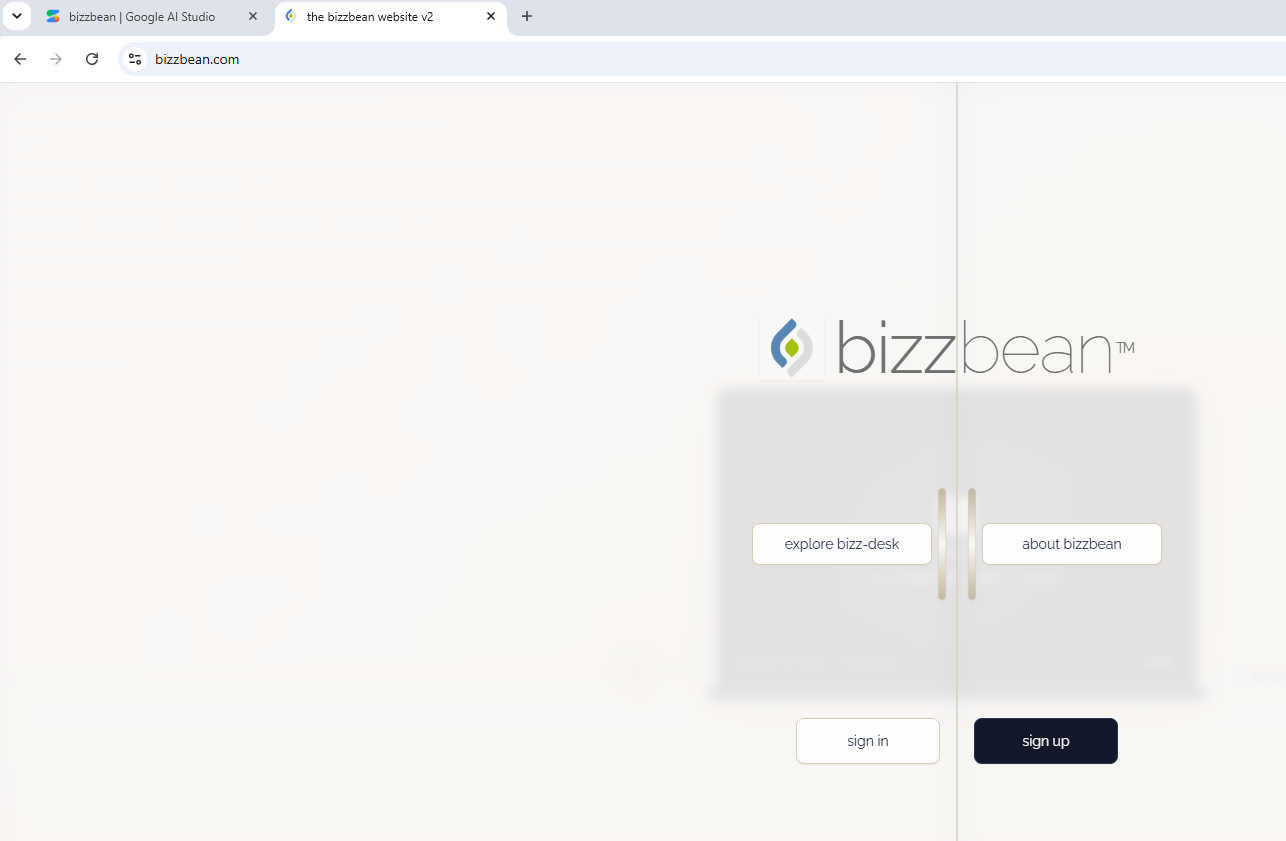 bizzbean | Google AI Studio
the bizzbean website v2
bizzbean.com
bizzbean™
explore bizz-desk
about bizzbean
sign in
sign up